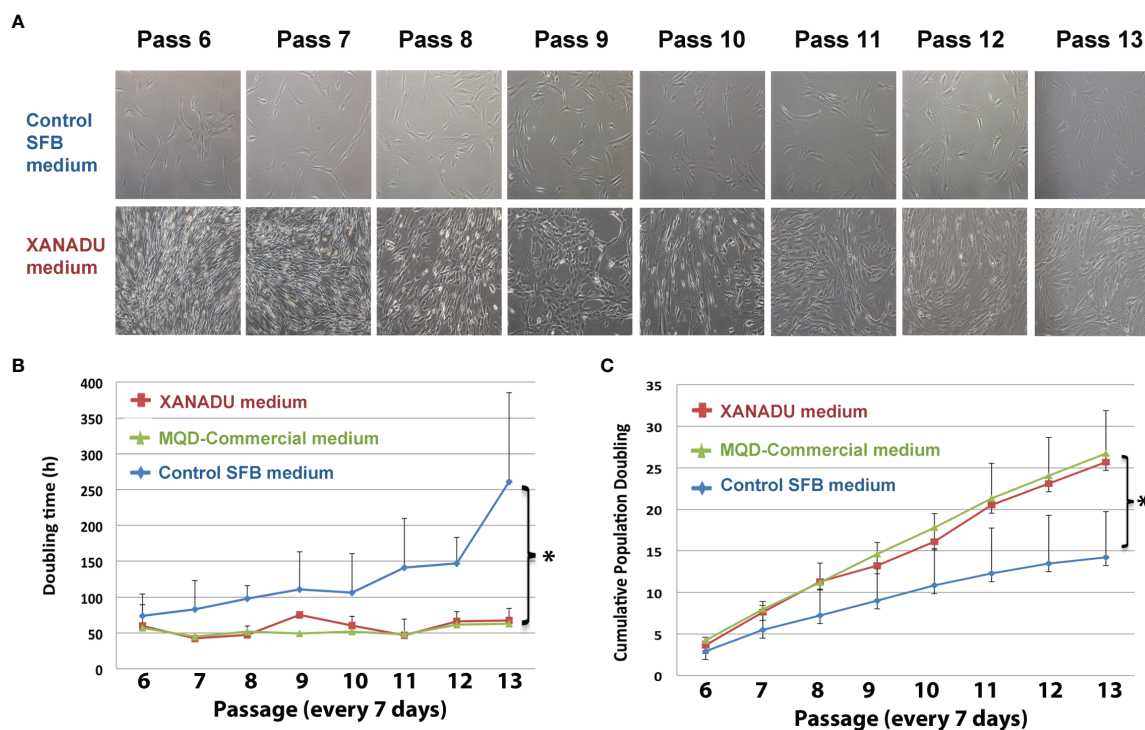 A
Pass 6 Pass 7 Pass 8 Pass 9 Pass 10 Pass 11 Pass 12 Pass 13
Control
SFB
medium
XANADU
medium
B
400
350
300
250
200
150
100
50
0
Doubling time (h)
XANADU medium
MQD-Commercial medium
Control SFB medium
*
6 7 8 9 10 11 12 13
Passage (every 7 days)
C
35
30
25
20
15
10
5
0
Cumulative Population Doubling
XANADU medium
MQD-Commercial medium
Control SFB medium
*
6 7 8 9 10 11 12 13
Passage (every 7 days)